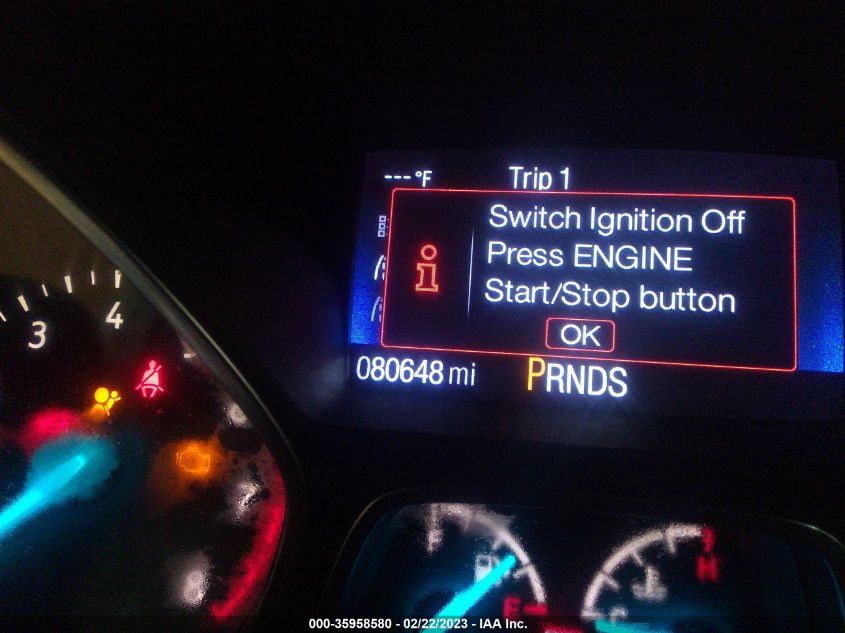 --- °F Trip 1
Switch Ignition Off
Press ENGINE
Start/Stop button
OK
080648 mi PRNDS
3 4
E H
000-35958580 - 02/22/2023 - IAA Inc.